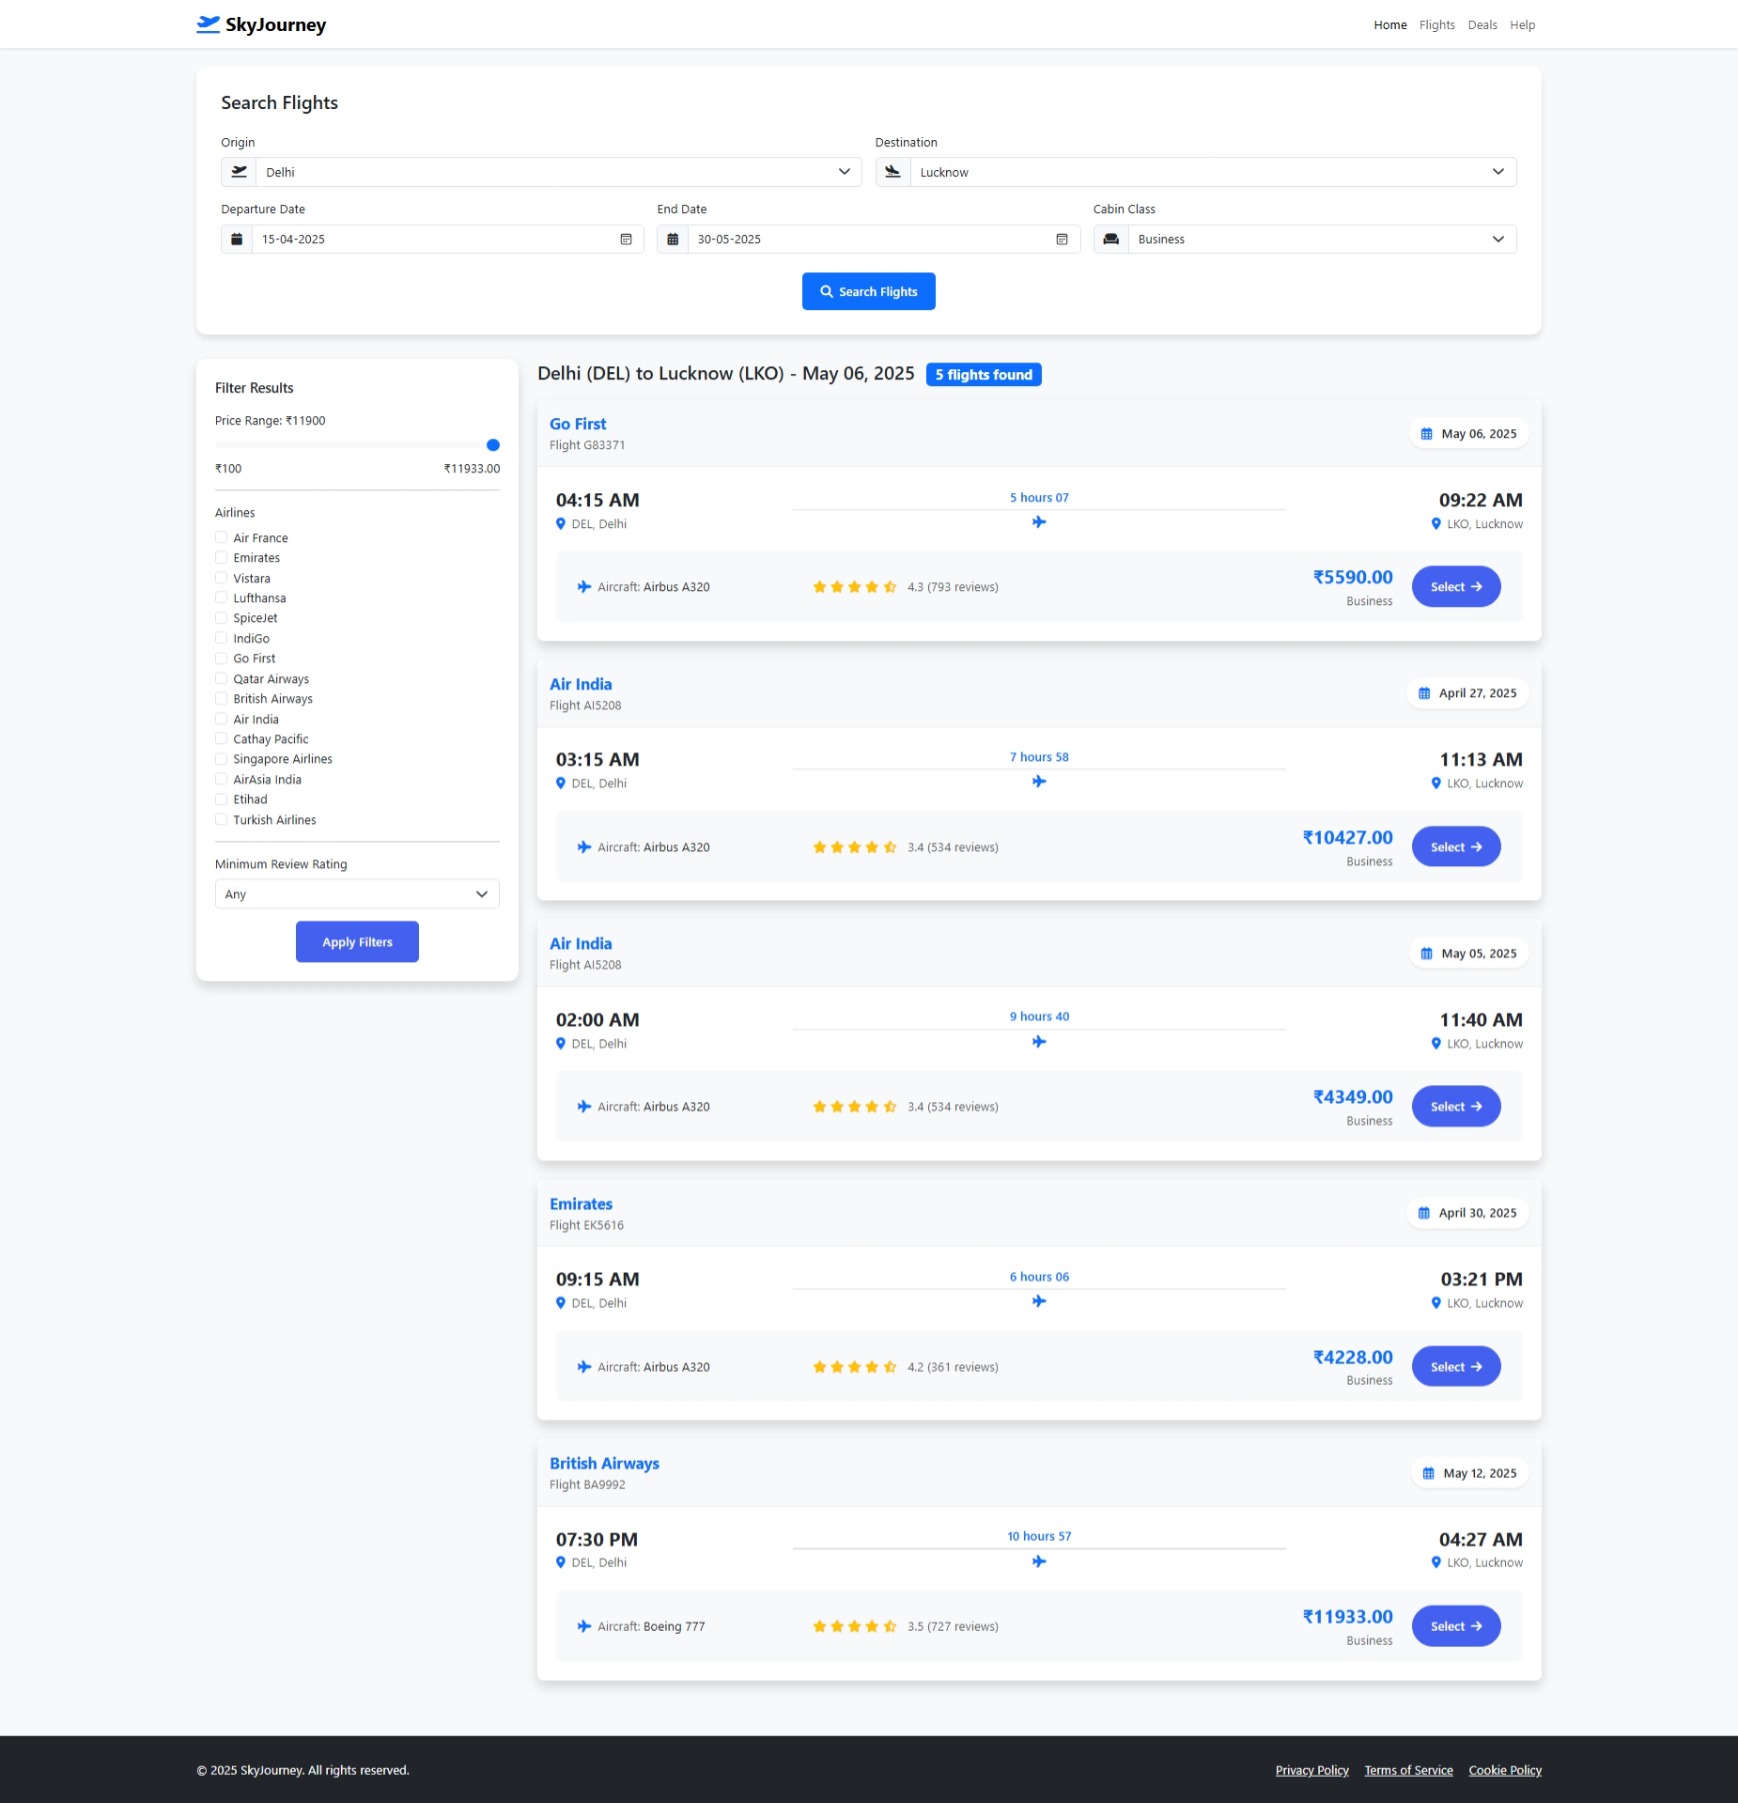 SkyJourney
Home Flights Deals Help
Search Flights
Origin
Delhi
Destination
Lucknow
Departure Date
15-04-2025
End Date
30-05-2025
Cabin Class
Business
Search Flights
Filter Results
Price Range: ₹11900
₹100 ₹11933.00
Airlines
Air France
Emirates
Vistara
Lufthansa
SpiceJet
IndiGo
Go First
Qatar Airways
British Airways
Air India
Cathay Pacific
Singapore Airlines
AirAsia India
Etihad
Turkish Airlines
Minimum Review Rating
Any
Apply Filters
Delhi (DEL) to Lucknow (LKO) - May 06, 2025 5 flights found
Go First
Flight G83371
May 06, 2025
04:15 AM
DEL, Delhi
5 hours 07
09:22 AM
LKO, Lucknow
Aircraft: Airbus A320
4.3 (793 reviews)
₹5590.00
Business
Select
Air India
Flight AI5208
April 27, 2025
03:15 AM
DEL, Delhi
7 hours 58
11:13 AM
LKO, Lucknow
Aircraft: Airbus A320
3.4 (534 reviews)
₹10427.00
Business
Select
Air India
Flight AI5208
May 05, 2025
02:00 AM
DEL, Delhi
9 hours 40
11:40 AM
LKO, Lucknow
Aircraft: Airbus A320
3.4 (534 reviews)
₹4349.00
Business
Select
Emirates
Flight EK5616
April 30, 2025
09:15 AM
DEL, Delhi
6 hours 06
03:21 PM
LKO, Lucknow
Aircraft: Airbus A320
4.2 (361 reviews)
₹4228.00
Business
Select
British Airways
Flight BA9992
May 12, 2025
07:30 PM
DEL, Delhi
10 hours 57
04:27 AM
LKO, Lucknow
Aircraft: Boeing 777
3.5 (727 reviews)
₹11933.00
Business
Select
© 2025 SkyJourney. All rights reserved.
Privacy Policy Terms of Service Cookie Policy